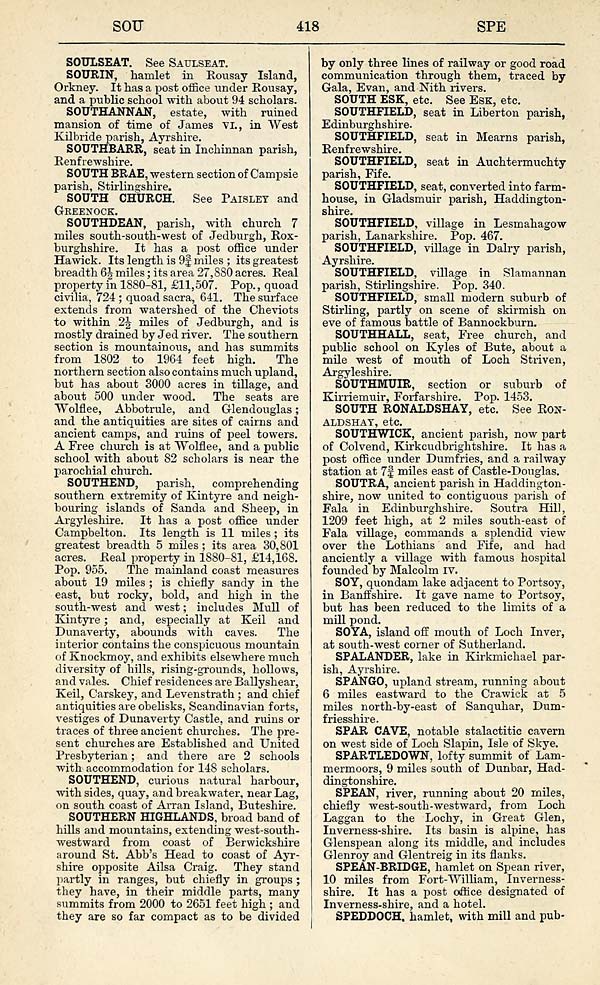 SOU 418 SPE
SOULSEAT. See SAULSEAT.
SOURIN, hamlet in Rousay Island,
Orkney. It has a post office under Rousay,
and a public school with about 94 scholars.
SOUTHANNAN, estate, with ruined
mansion of time of James VI., in West
Kilbride parish, Ayrshire.
SOUTHBARR, seat in Inchinnan parish,
Renfrewshire.
SOUTH BRAE, western section of Campsie
parish, Stirlingshire.
SOUTH CHURCH. See PAISLEY and
GREENOCK.
SOUTHDEAN, parish, with church 7
miles south-south-west of Jedburgh, Rox-
burghshire. It has a post office under
Hawick. Its length is 9¾ miles; its greatest
breadth 6½ miles; its area 27,880 acres. Real
property in 1880-81, £11,507. Pop., quoad
civilia, 724; quoad sacra, 641. The surface
extends from watershed of the Cheviots
to within 2½ miles of Jedburgh, and is
mostly drained by Jed river. The southern
section is mountainous, and has summits
from 1802 to 1964 feet high. The
northern section also contains much upland,
but has about 3000 acres in tillage, and
about 500 under wood. The seats are
Wolflee, Abbotrule, and Glendouglas;
and the antiquities are sites of cairns and
ancient camps, and ruins of peel towers.
A Free church is at Wolflee, and a public
school with about 82 scholars is near the
parochial church.
SOUTHEND, parish, comprehending
southern extremity of Kintyre and neigh-
bouring islands of Sanda and Sheep, in
Argyleshire. It has a post office under
Campbelton. Its length is 11 miles; its
greatest breadth 5 miles; its area 30,801
acres. Real property in 1880-81, £14,168.
Pop. 955. The mainland coast measures
about 19 miles; is chiefly sandy in the
east, but rocky, bold, and high in the
south-west and west; includes Mull of
Kintyre; and, especially at Keil and
Dunaverty, abounds with caves. The
interior contains the conspicuous mountain
of Knockmoy, and exhibits elsewhere much
diversity of hills, rising-grounds, hollows,
and vales. Chief residences are Ballyshear,
Keil, Carskey, and Levenstrath; and chief
antiquities are obelisks, Scandinavian forts,
vestiges of Dunaverty Castle, and ruins or
traces of three ancient churches. The pre-
sent churches are Established and United
Presbyterian; and there are 2 schools
with accommodation for 148 scholars.
SOUTHEND, curious natural harbour,
with sides, quay, and breakwater, near Lag,
on south coast of Arran Island, Buteshire.
SOUTHERN HIGHLANDS, broad band of
hills and mountains, extending west-south-
westward from coast of Berwickshire
around St. Abb's Head to coast of Ayr-
shire opposite Ailsa Craig. They stand
partly in ranges, but chiefly in groups;
they have, in their middle parts, many
summits from 2000 to 2651 feet high; and
they are so far compact as to be divided
by only three lines of railway or good road
communication through them, traced by
Gala, Evan, and Nith rivers.
SOUTH ESK, etc. See ESK, etc.
SOUTHFIELD, seat in Liberton parish,
Edinburghshire.
SOUTHFIELD, seat in Mearns parish,
Renfrewshire.
SOUTHFIELD, seat in Auchtermuchty
parish, Fife.
SOUTHFIELD, seat, converted into farm-
house, in Gladsmuir parish, Haddington-
shire.
SOUTHFIELD, village in Lesmahagow
parish, Lanarkshire. Pop. 467.
SOUTHFIELD, village in Dalry parish,
Ayrshire.
SOUTHFIELD, village in Slamannan
parish, Stirlingshire. Pop. 340.
SOUTHFIELD, small modern suburb of
Stirling, partly on scene of skirmish on
eve of famous battle of Bannockburn.
SOUTHHALL, seat, Free church, and
public school on Kyles of Bute, about a
mile west of mouth of Loch Striven,
Argyleshire.
SOUTHMUIR, section or suburb of
Kirriemuir, Forfarshire. Pop. 1453.
SOUTH RONALDSHAY, etc. See RON-
ALDSHAY, etc.
SOUTHWICK, ancient parish, now part
of Colvend, Kirkcudbrightshire. It has a
post office under Dumfries, and a railway
station at 7¾ miles east of Castle-Douglas.
SOUTRA, ancient parish in Haddington-
shire, now united to contiguous parish of
Fala in Edinburghshire. Soutra Hill,
1209 feet high, at 2 miles south-east of
Fala village, commands a splendid view
over the Lothians and Fife, and had
anciently a village with famous hospital
founded by Malcolm IV.
SOY, quondam lake adjacent to Portsoy,
in Banffshire. It gave name to Portsoy,
but has been reduced to the limits of a
mill pond.
SOYA, island off mouth of Loch Inver,
at south-west corner of Sutherland.
SPALANDER, lake in Kirkmichael par-
ish, Ayrshire.
SPANGO, upland stream, running about
6 miles eastward to the Crawick at 5
miles north-by-east of Sanquhar, Dum-
friesshire.
SPAR CAVE, notable stalactitic cavern
on west side of Loch Slapin, Isle of Skye.
SPARTLEDOWN, lofty summit of Lam-
mermoors, 9 miles south of Dunbar, Had-
dingtonshire.
SPEAN, river, running about 20 miles,
chiefly west-south-westward, from Loch
Laggan to the Lochy, in Great Glen,
Inverness-shire. Its basin is alpine, has
Glenspean along its middle, and includes
Glenroy and Glentreig in its flanks.
SPEAN-BRIDGE, hamlet on Spean river,
10 miles from Fort-William, Inverness-
shire. It has a post office designated of
Inverness-shire, and a hotel.
SPEDDOCH, hamlet, with mill and pub-